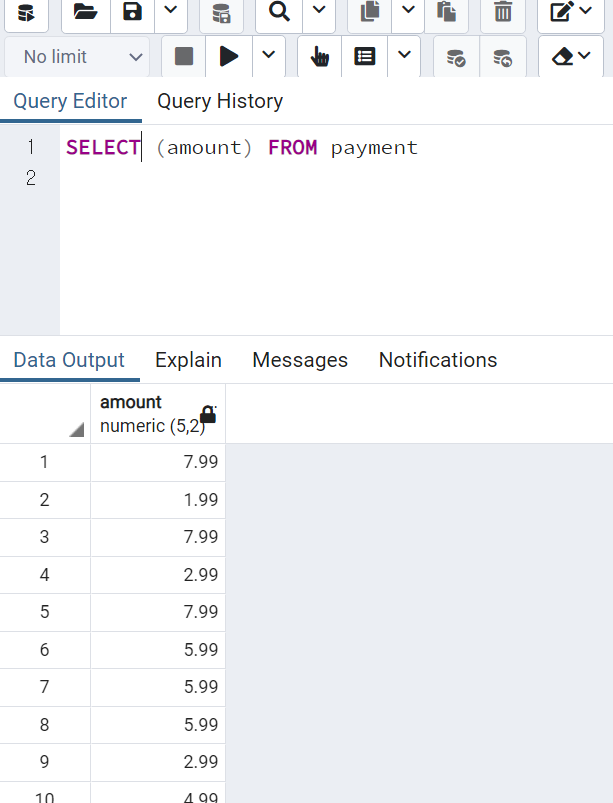 No limit
Query Editor Query History
1 SELECT (amount) FROM payment
2
Data Output Explain Messages Notifications
amount
numeric (5,2)
1 7.99
2 1.99
3 7.99
4 2.99
5 7.99
6 5.99
7 5.99
8 5.99
9 2.99
10 4.99